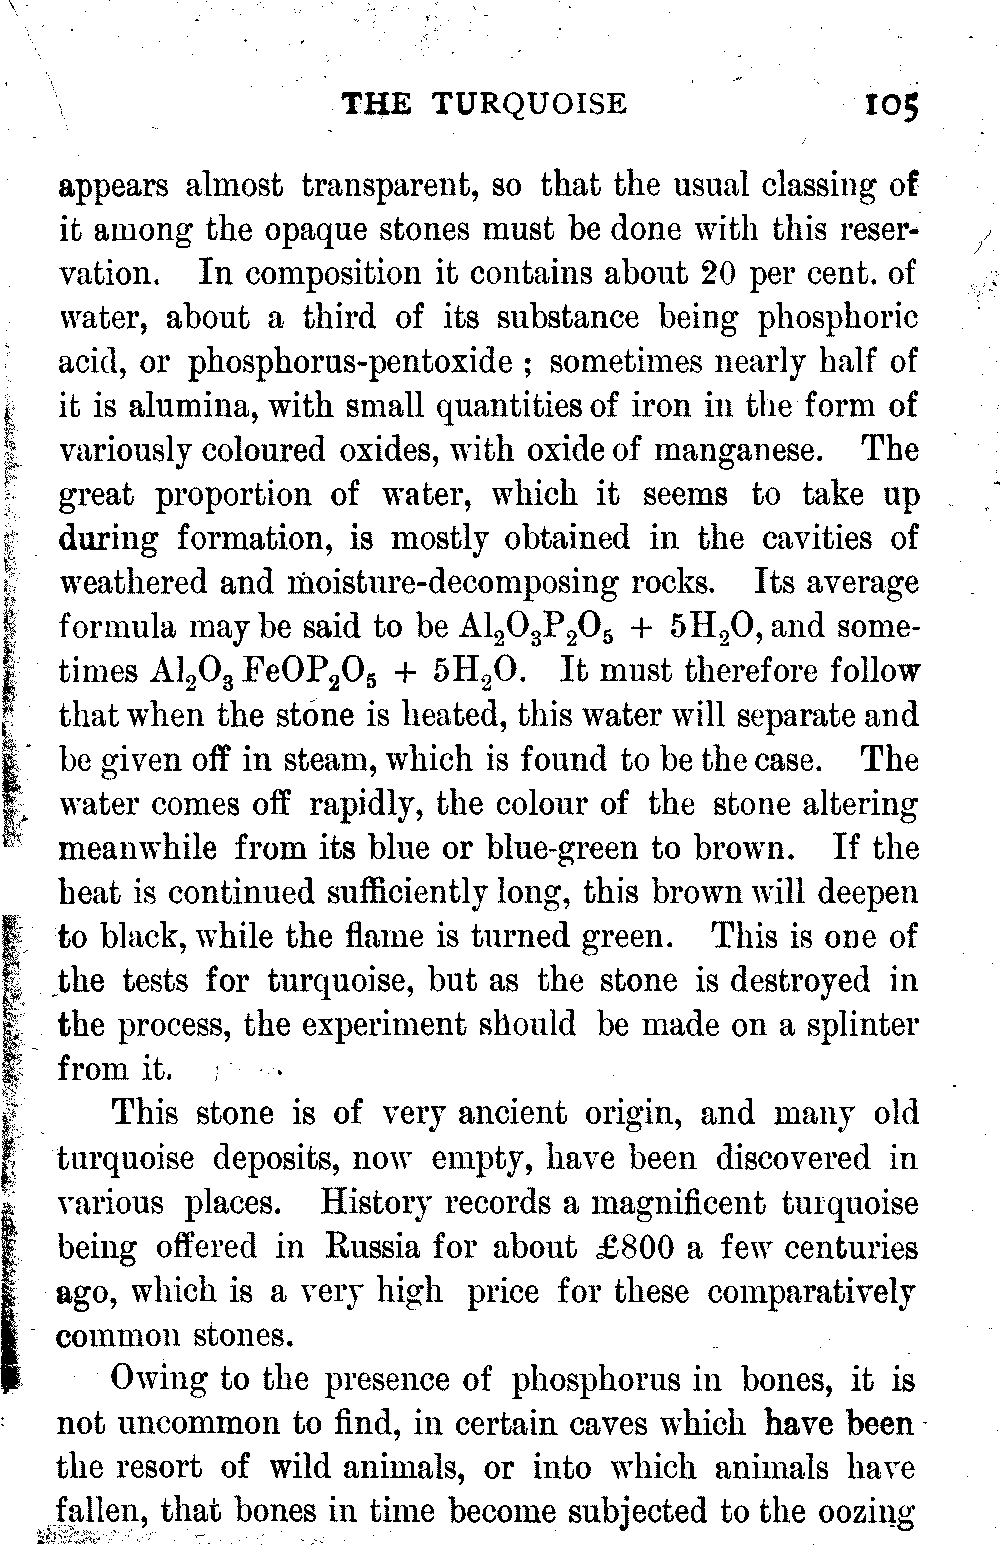 THE TURQUOISE 105
appears almost transparent, so that the usual classing of
it among the opaque stones must be done with this reser-
vation. In composition it contains about 20 per cent. of
water, about a third of its substance being phosphoric
acid, or phosphorus-pentoxide ; sometimes nearly half of
it is alumina, with small quantities of iron in the form of
variously coloured oxides, with oxide of manganese. The
great proportion of water, which it seems to take up
during formation, is mostly obtained in the cavities of
weathered and moisture-decomposing rocks. Its average
formula may be said to be Al₂O₃P₂O₅ + 5H₂O, and some-
times Al₂O₃ FeOP₂O₅ + 5H₂O. It must therefore follow
that when the stone is heated, this water will separate and
be given off in steam, which is found to be the case. The
water comes off rapidly, the colour of the stone altering
meanwhile from its blue or blue-green to brown. If the
heat is continued sufficiently long, this brown will deepen
to black, while the flame is turned green. This is one of
the tests for turquoise, but as the stone is destroyed in
the process, the experiment should be made on a splinter
from it.
This stone is of very ancient origin, and many old
turquoise deposits, now empty, have been discovered in
various places. History records a magnificent turquoise
being offered in Russia for about £800 a few centuries
ago, which is a very high price for these comparatively
common stones.
Owing to the presence of phosphorus in bones, it is
not uncommon to find, in certain caves which have been
the resort of wild animals, or into which animals have
fallen, that bones in time become subjected to the oozing